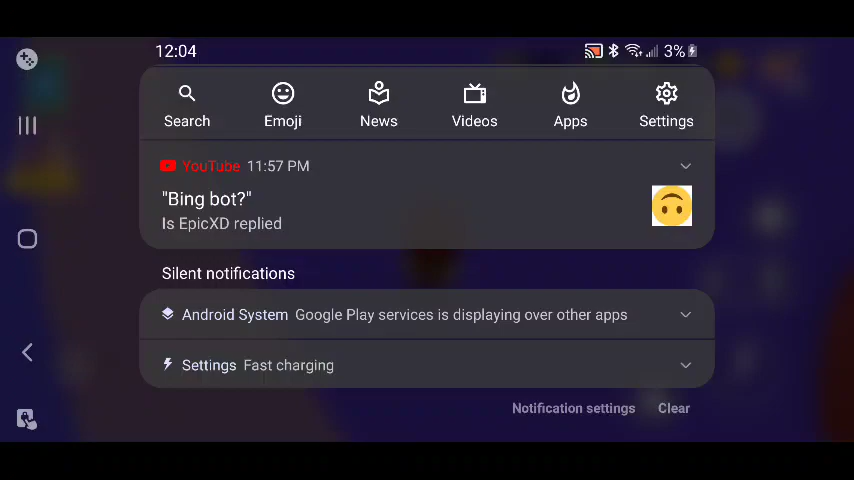 12:04 3%
Search Emoji News Videos Apps Settings
YouTube 11:57 PM
"Bing bot?"
Is EpicXD replied
Silent notifications
Android System Google Play services is displaying over other apps
Settings Fast charging
Notification settings Clear